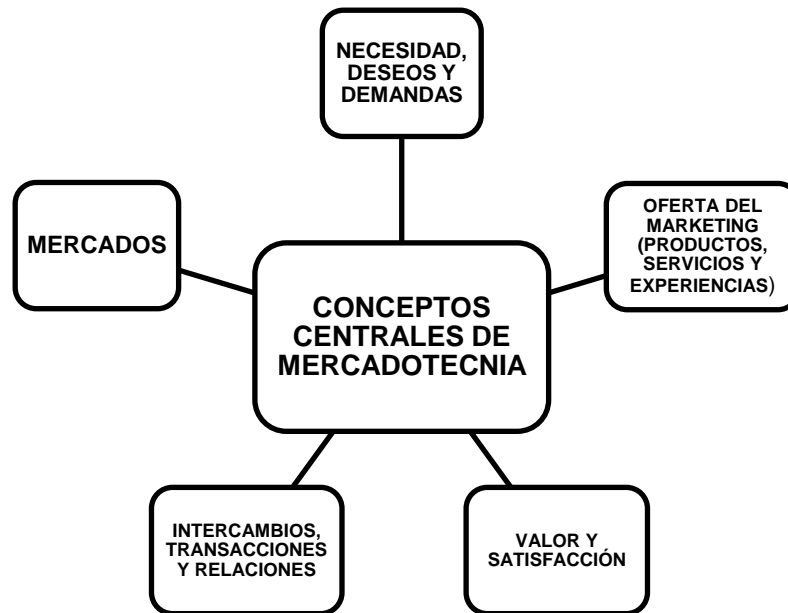 NECESIDAD,
DESEOS Y
DEMANDAS
MERCADOS
OFERTA DEL
MARKETING
(PRODUCTOS,
SERVICIOS Y
EXPERIENCIAS)
CONCEPTOS
CENTRALES DE
MERCADOTECNIA
INTERCAMBIOS,
TRANSACCIONES
Y RELACIONES
VALOR Y
SATISFACCIÓN